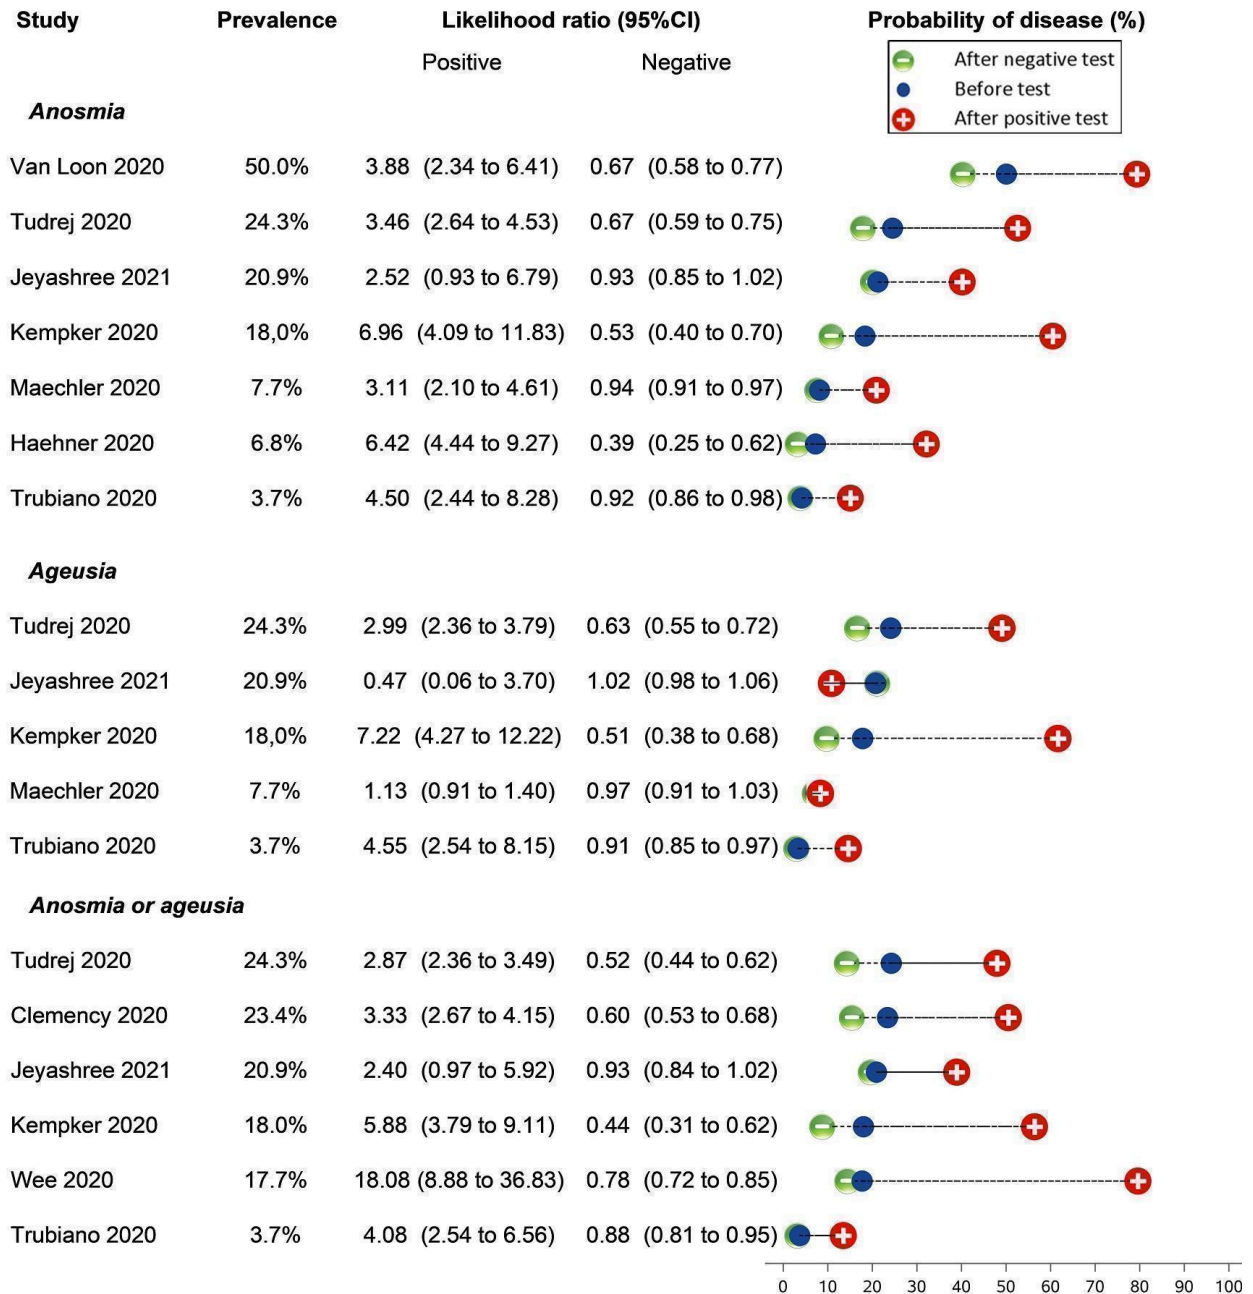 Study Prevalence Likelihood ratio (95%CI) Probability of disease (%)
Positive Negative
After negative test
Before test
After positive test
Anosmia
Van Loon 2020 50.0% 3.88 (2.34 to 6.41) 0.67 (0.58 to 0.77)
Tudrej 2020 24.3% 3.46 (2.64 to 4.53) 0.67 (0.59 to 0.75)
Jeyashree 2021 20.9% 2.52 (0.93 to 6.79) 0.93 (0.85 to 1.02)
Kempker 2020 18,0% 6.96 (4.09 to 11.83) 0.53 (0.40 to 0.70)
Maechler 2020 7.7% 3.11 (2.10 to 4.61) 0.94 (0.91 to 0.97)
Haehner 2020 6.8% 6.42 (4.44 to 9.27) 0.39 (0.25 to 0.62)
Trubiano 2020 3.7% 4.50 (2.44 to 8.28) 0.92 (0.86 to 0.98)
Ageusia
Tudrej 2020 24.3% 2.99 (2.36 to 3.79) 0.63 (0.55 to 0.72)
Jeyashree 2021 20.9% 0.47 (0.06 to 3.70) 1.02 (0.98 to 1.06)
Kempker 2020 18,0% 7.22 (4.27 to 12.22) 0.51 (0.38 to 0.68)
Maechler 2020 7.7% 1.13 (0.91 to 1.40) 0.97 (0.91 to 1.03)
Trubiano 2020 3.7% 4.55 (2.54 to 8.15) 0.91 (0.85 to 0.97)
Anosmia or ageusia
Tudrej 2020 24.3% 2.87 (2.36 to 3.49) 0.52 (0.44 to 0.62)
Clemency 2020 23.4% 3.33 (2.67 to 4.15) 0.60 (0.53 to 0.68)
Jeyashree 2021 20.9% 2.40 (0.97 to 5.92) 0.93 (0.84 to 1.02)
Kempker 2020 18.0% 5.88 (3.79 to 9.11) 0.44 (0.31 to 0.62)
Wee 2020 17.7% 18.08 (8.88 to 36.83) 0.78 (0.72 to 0.85)
Trubiano 2020 3.7% 4.08 (2.54 to 6.56) 0.88 (0.81 to 0.95)
0 10 20 30 40 50 60 70 80 90 100